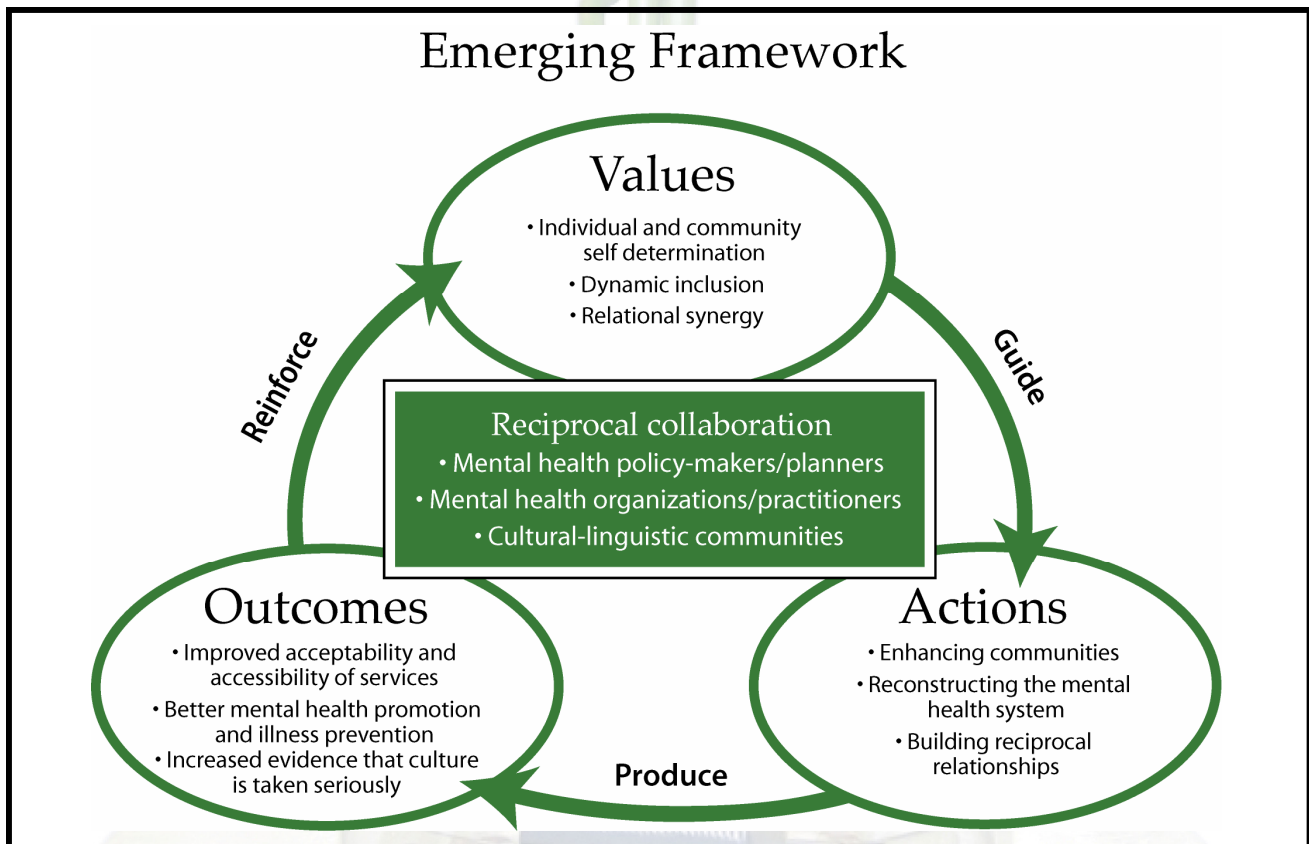 Emerging Framework
Values
• Individual and community
self determination
• Dynamic inclusion
• Relational synergy
Guide
Reinforce
Reciprocal collaboration
• Mental health policy-makers/planners
• Mental health organizations/practitioners
• Cultural-linguistic communities
Outcomes
• Improved acceptability and
accessibility of services
• Better mental health promotion
and illness prevention
• Increased evidence that culture
is taken seriously
Actions
• Enhancing communities
• Reconstructing the mental
health system
• Building reciprocal
relationships
Produce